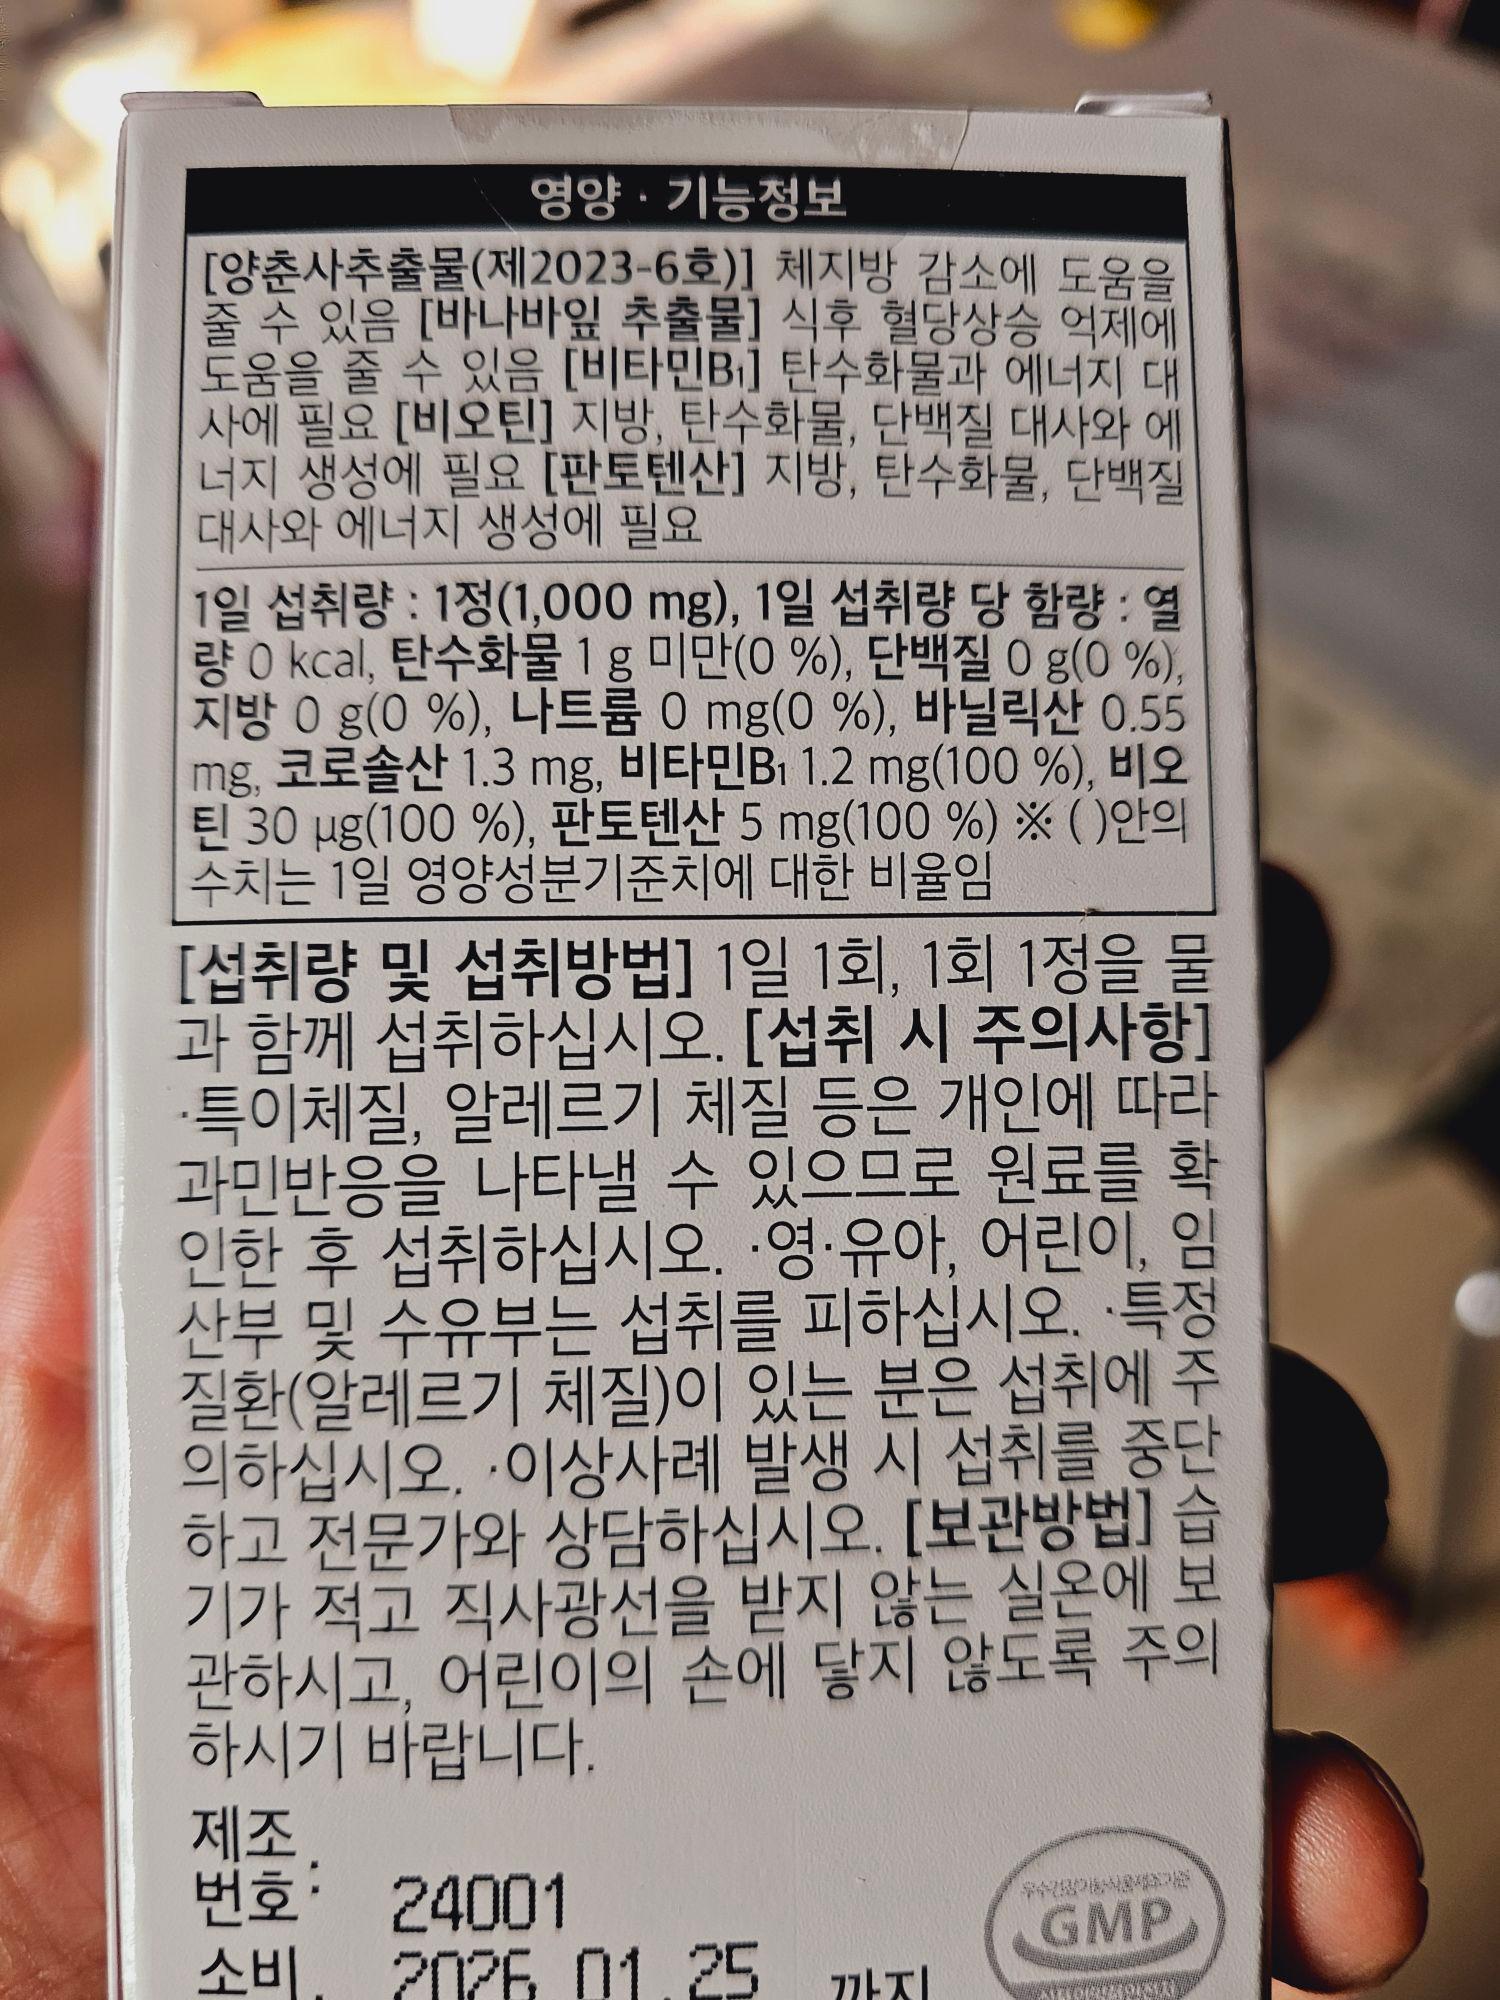 영양 · 기능정보
[양춘사추출물(제2023-6호)] 체지방 감소에 도움을
줄 수 있음 [바나바잎 추출물] 식후 혈당상승 억제에
도움을 줄 수 있음 [비타민B₁] 탄수화물과 에너지 대
사에 필요 [비오틴] 지방, 탄수화물, 단백질 대사와 에
너지 생성에 필요 [판토텐산] 지방, 탄수화물, 단백질
대사와 에너지 생성에 필요
1일 섭취량 : 1정(1,000 mg), 1일 섭취량 당 함량 : 열
량 0 kcal, 탄수화물 1 g 미만(0 %), 단백질 0 g(0 %),
지방 0 g(0 %), 나트륨 0 mg(0 %), 바닐릭산 0.55
mg, 코로솔산 1.3 mg, 비타민B₁ 1.2 mg(100 %), 비오
틴 30 µg(100 %), 판토텐산 5 mg(100 %) ※ ( )안의
수치는 1일 영양성분기준치에 대한 비율임
[섭취량 및 섭취방법] 1일 1회, 1회 1정을 물
과 함께 섭취하십시오. [섭취 시 주의사항]
·특이체질, 알레르기 체질 등은 개인에 따라
과민반응을 나타낼 수 있으므로 원료를 확
인한 후 섭취하십시오. ·영·유아, 어린이, 임
산부 및 수유부는 섭취를 피하십시오. ·특정
질환(알레르기 체질)이 있는 분은 섭취에 주
의하십시오. ·이상사례 발생 시 섭취를 중단
하고 전문가와 상담하십시오. [보관방법] 습
기가 적고 직사광선을 받지 않는 실온에 보
관하시고, 어린이의 손에 닿지 않도록 주의
하시기 바랍니다.
제조
번호 : 24001
소비 2026.01.25 까지
우수건강기능식품제조기준
GMP